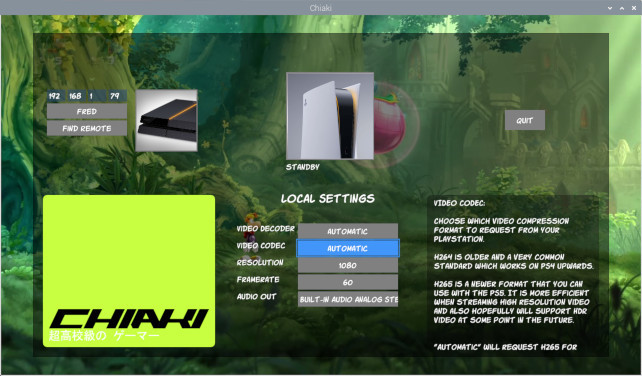 Chiaki
192 168 1 79
FRED
FIND REMOTE
STANDBY
QUIT
LOCAL SETTINGS
VIDEO DECODER AUTOMATIC
VIDEO CODEC AUTOMATIC
RESOLUTION 1080
FRAMERATE 60
AUDIO OUT BUILT-IN AUDIO ANALOG STE
CHIAKI
超高校級の ゲーマー
VIDEO CODEC:
CHOOSE WHICH VIDEO COMPRESSION
FORMAT TO REQUEST FROM YOUR
PLAYSTATION.
H264 IS OLDER AND A VERY COMMON
STANDARD WHICH WORKS ON PS4 UPWARDS.
H265 IS A NEWER FORMAT THAT YOU CAN
USE WITH THE PS5. IT IS MORE EFFICIENT
WHEN STREAMING HIGH RESOLUTION VIDEO
AND ALSO HOPEFULLY WILL SUPPORT HDR
VIDEO AT SOME POINT IN THE FUTURE.
"AUTOMATIC" WILL REQUEST H265 FOR